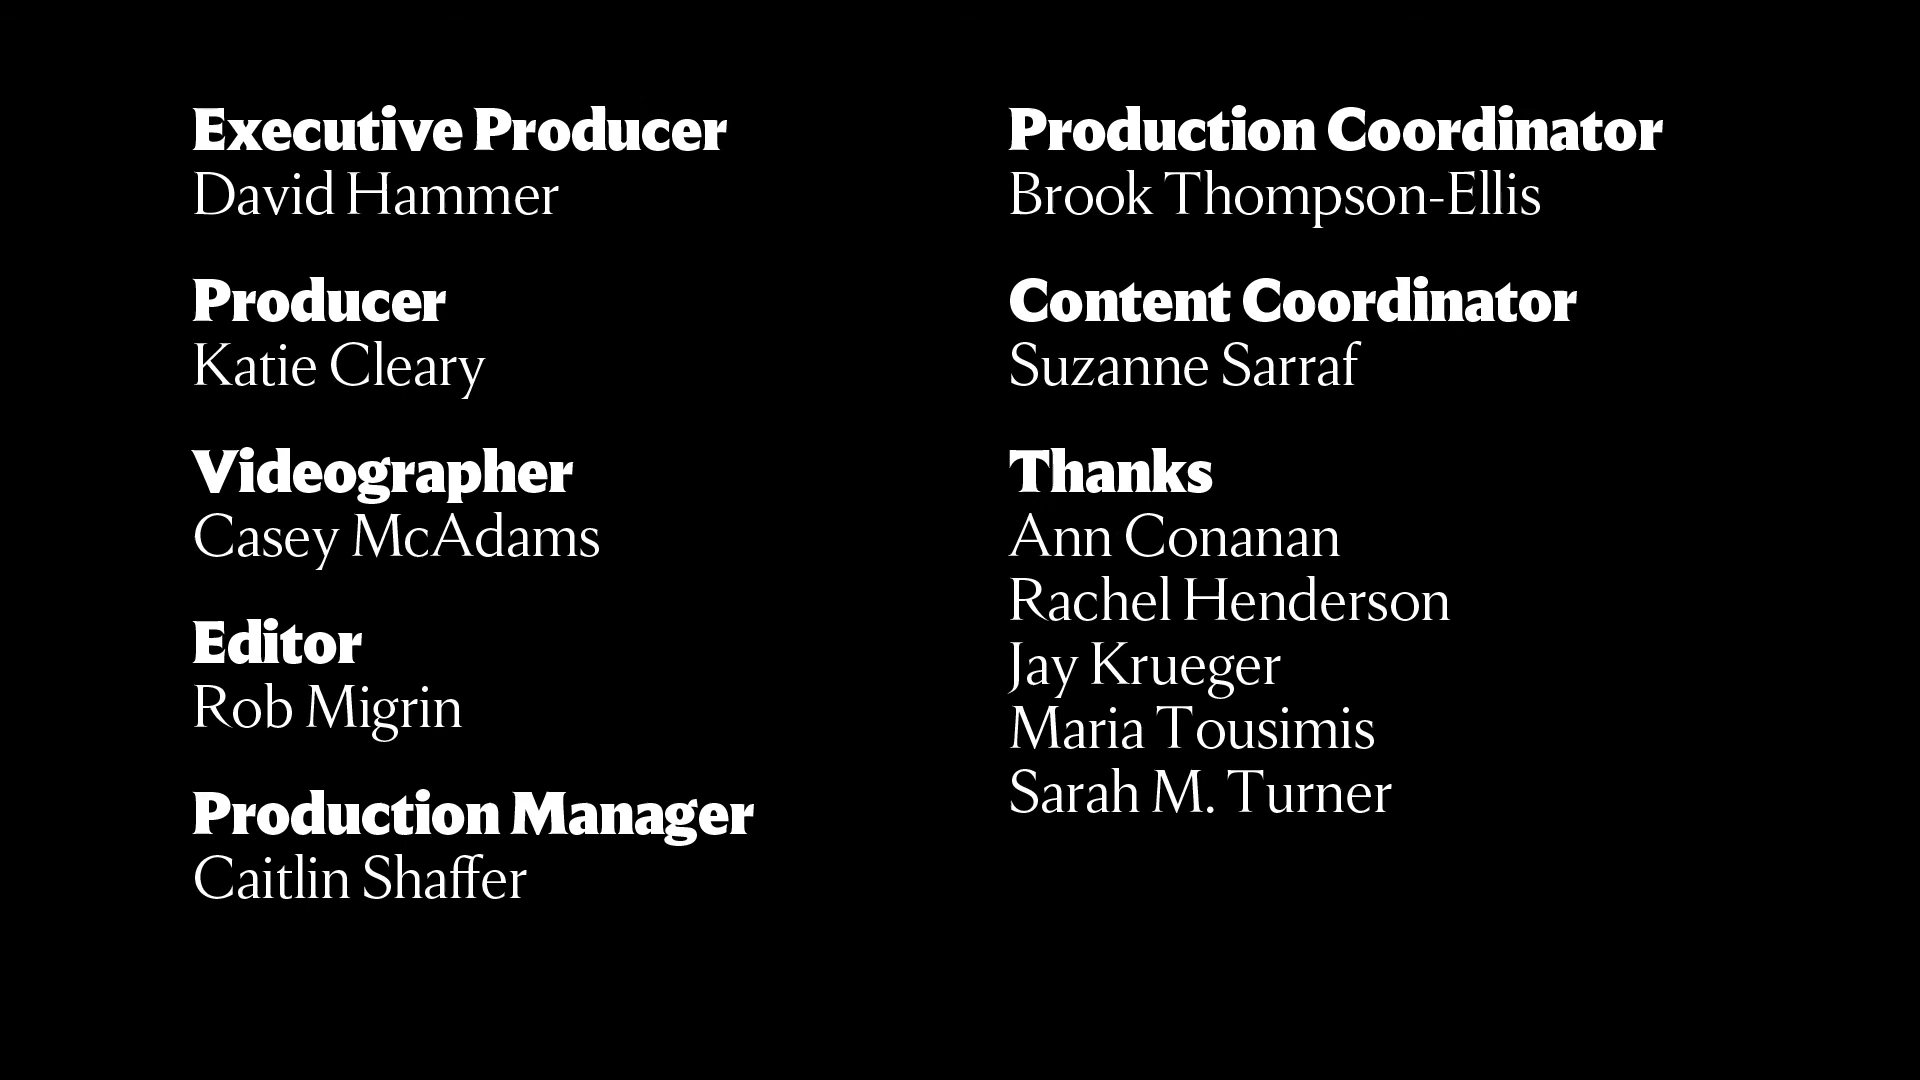 Executive Producer
David Hammer
Producer
Katie Cleary
Videographer
Casey McAdams
Editor
Rob Migrin
Production Manager
Caitlin Shaffer
Production Coordinator
Brook Thompson-Ellis
Content Coordinator
Suzanne Sarraf
Thanks
Ann Conanan
Rachel Henderson
Jay Krueger
Maria Tousimis
Sarah M. Turner